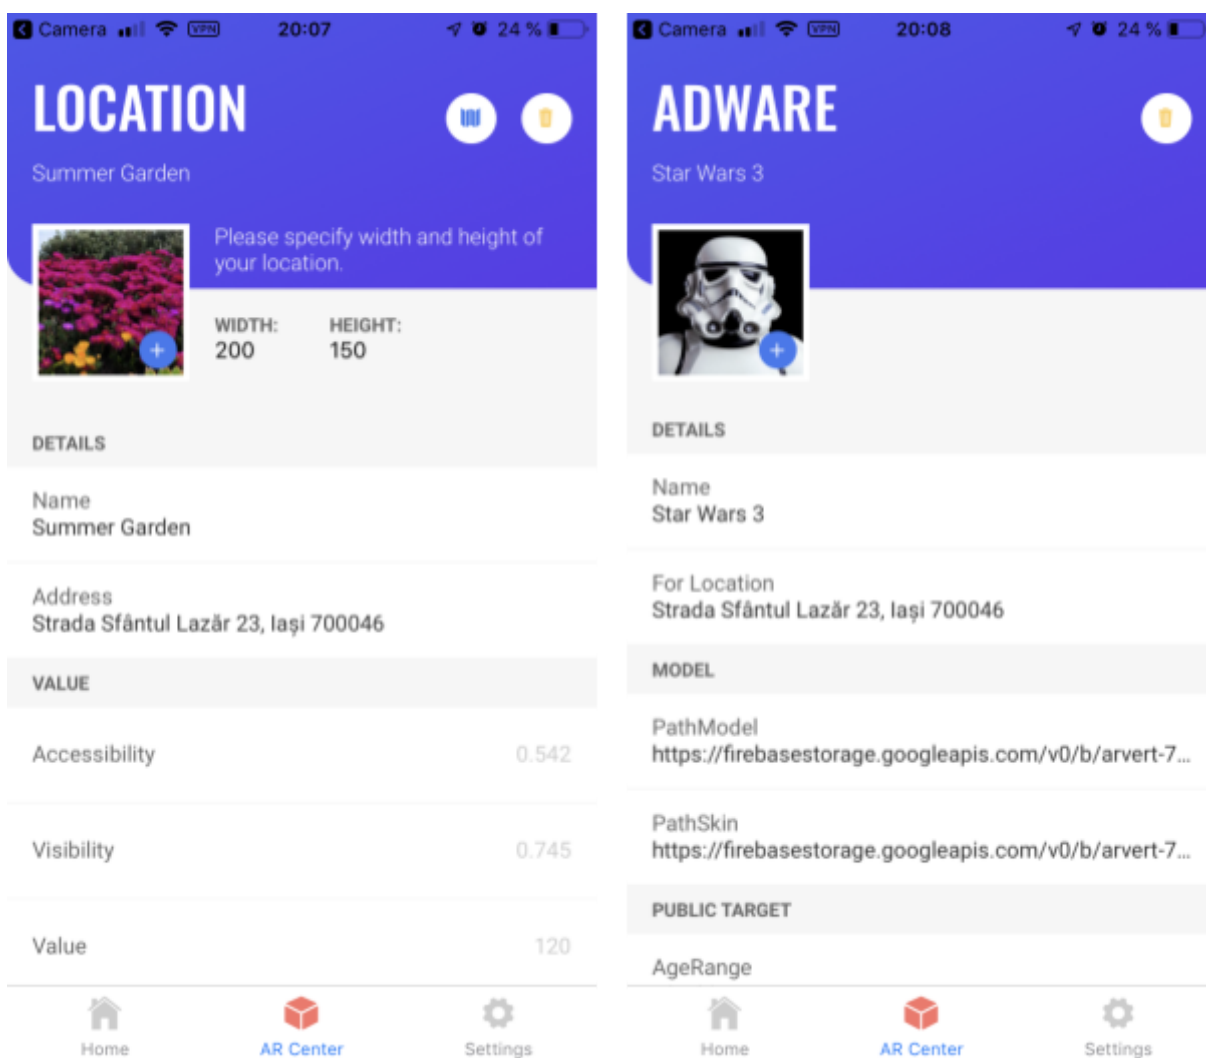 Camera VPN 20:07 24 %
LOCATION
Summer Garden
Please specify width and height of
your location.
WIDTH: HEIGHT:
200 150
DETAILS
Name
Summer Garden
Address
Strada Sfântul Lazăr 23, Iași 700046
VALUE
Accessibility 0.542
Visibility 0.745
Value 120
Home AR Center Settings
Camera VPN 20:08 24 %
ADWARE
Star Wars 3
DETAILS
Name
Star Wars 3
For Location
Strada Sfântul Lazăr 23, Iași 700046
MODEL
PathModel
https://firebasestorage.googleapis.com/v0/b/arvert-7...
PathSkin
https://firebasestorage.googleapis.com/v0/b/arvert-7...
PUBLIC TARGET
AgeRange
Home AR Center Settings